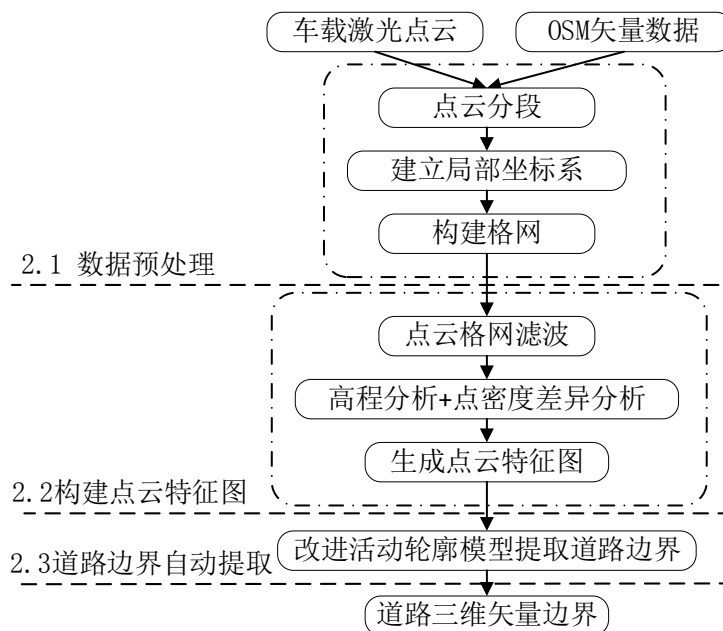 车载激光点云
OSM矢量数据
点云分段
建立局部坐标系
构建格网
2.1 数据预处理
点云格网滤波
高程分析+点密度差异分析
生成点云特征图
2.2构建点云特征图
改进活动轮廓模型提取道路边界
2.3道路边界自动提取
道路三维矢量边界